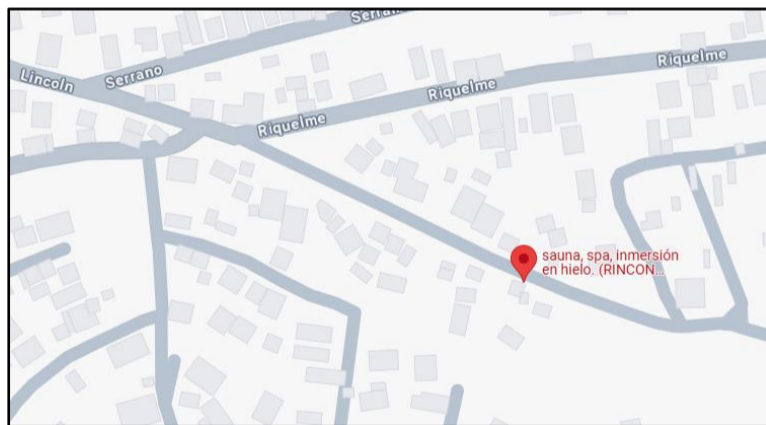 Serrano
Lincoln
Serrano
Riquelme
Riquelme
Riquelme
sauna, spa, inmersión
en hielo. (RINCON...